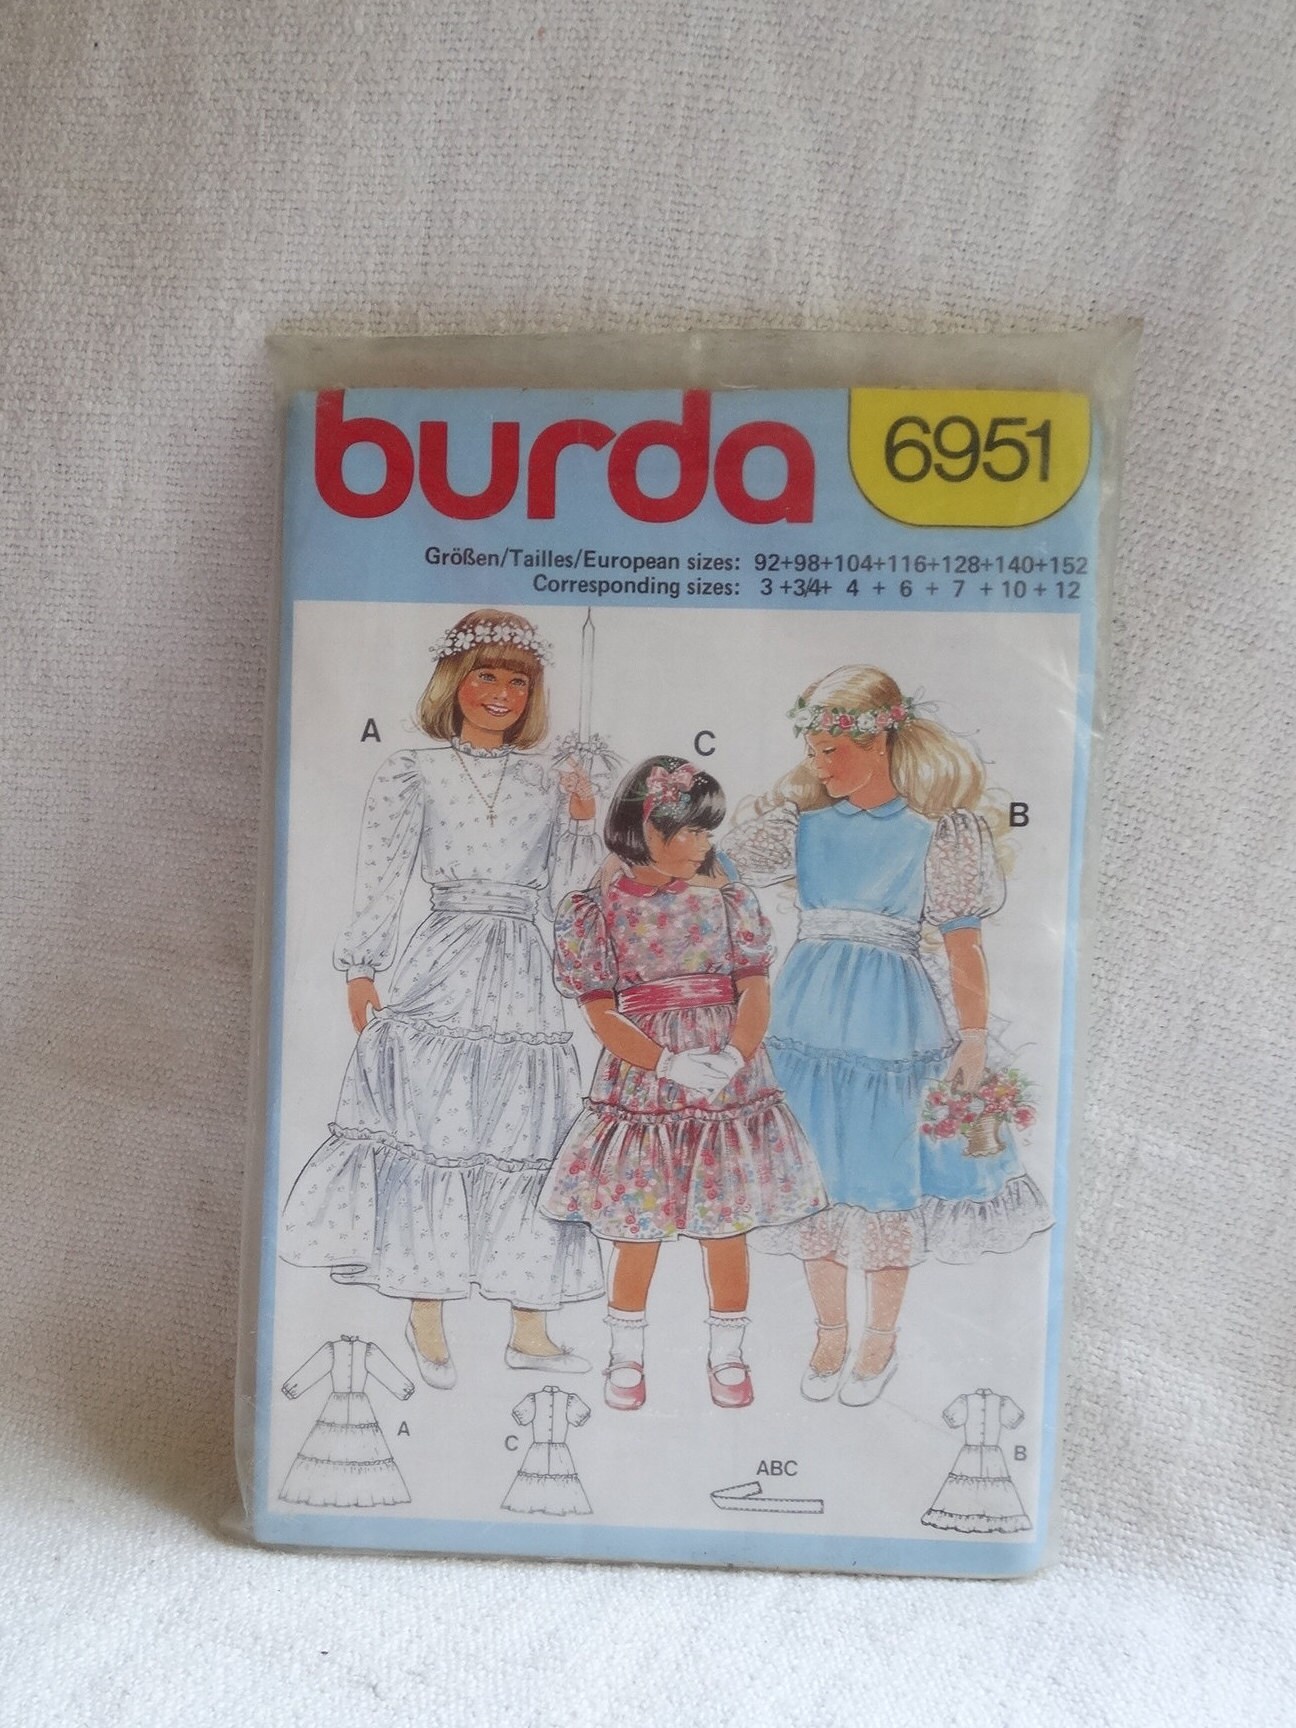 burda
6951
Größen/Tailles/European sizes: 92+98+104+116+128+140+152
Corresponding sizes: 3 +3/4+ 4 + 6 + 7 + 10 + 12
A
C
B
A
C
ABC
B